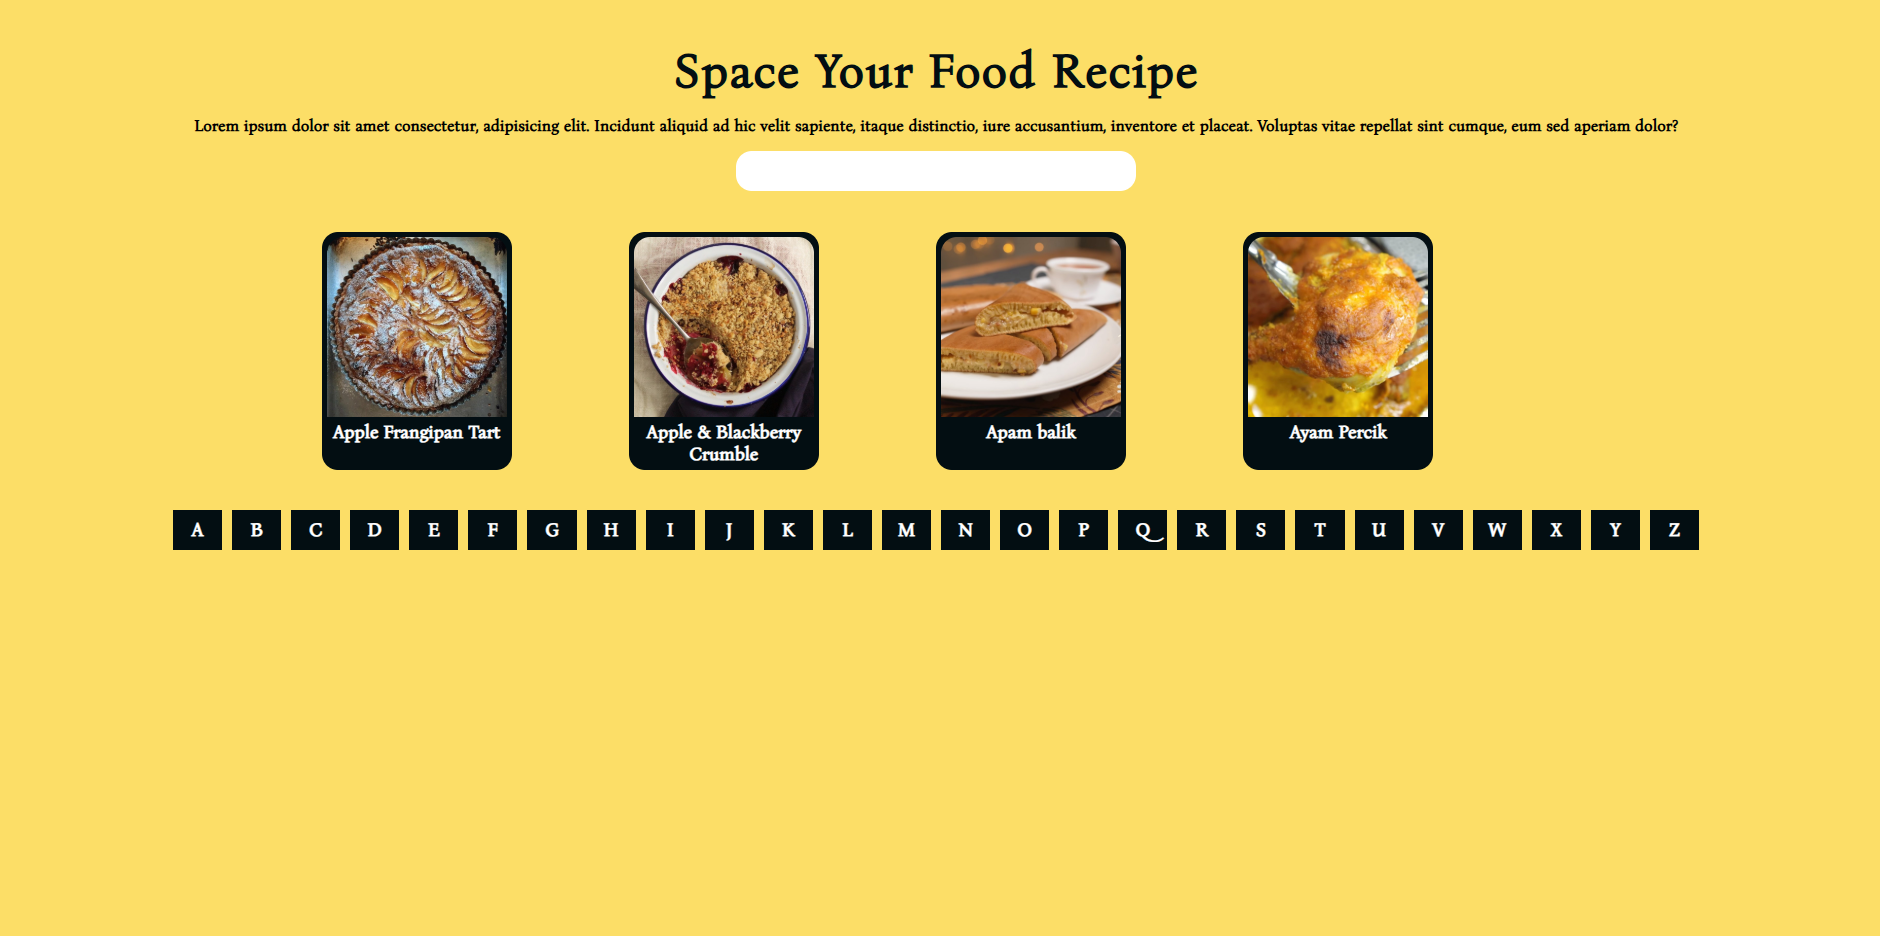 Space Your Food Recipe
Lorem ipsum dolor sit amet consectetur, adipisicing elit. Incidunt aliquid ad hic velit sapiente, itaque distinctio, iure accusantium, inventore et placeat. Voluptas vitae repellat sint cumque, eum sed aperiam dolor?
Apple Frangipan Tart
Apple & Blackberry
Crumble
Apam balik
Ayam Percik
A B C D E F G H I J K L M N O P Q R S T U V W X Y Z